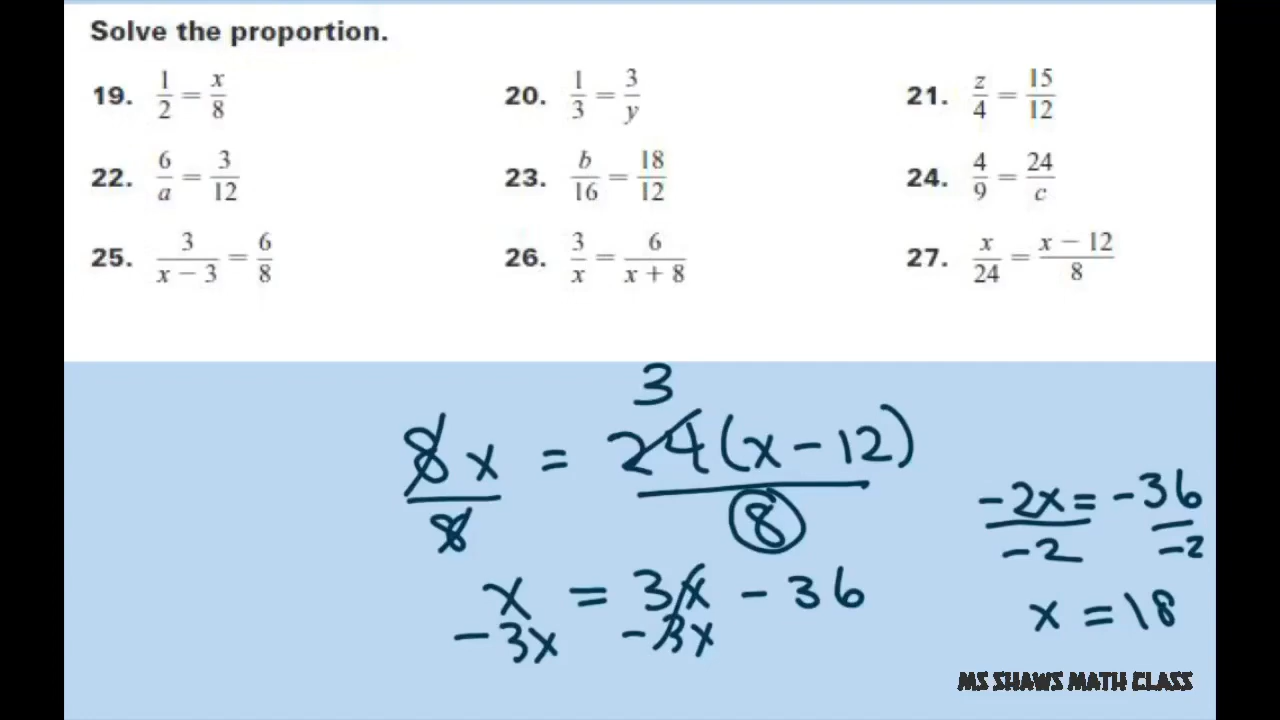 Solve the proportion.
19. 1/2 = x/8 20. 1/3 = 3/y 21. z/4 = 15/12
22. 6/a = 3/12 23. b/16 = 18/12 24. 4/9 = 24/c
25. 3/(x − 3) = 6/8 26. 3/x = 6/(x + 8) 27. x/24 = (x − 12)/8
3
8x = 24(x − 12)
8 8
x = 3x − 36
−3x −3x
−2x = −36
−2 −2
x = 18
MS SHAWS MATH CLASS